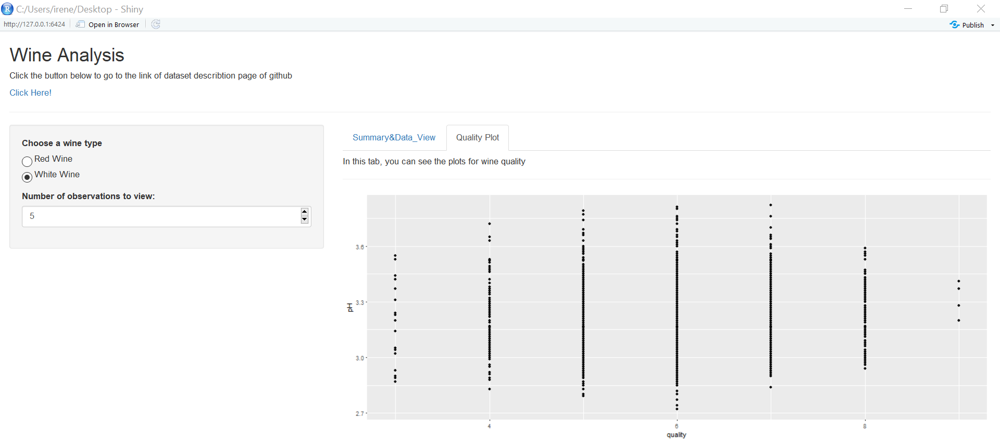 C:/Users/irene/Desktop - Shiny
http://127.0.0.1:6424 Open in Browser Publish
Wine Analysis
Click the button below to go to the link of dataset describtion page of github
Click Here!
Choose a wine type
Red Wine
White Wine
Number of observations to view:
5
Summary&Data_View Quality Plot
In this tab, you can see the plots for wine quality
3.6
3.3
3.0
2.7
pH
4 6 8
quality